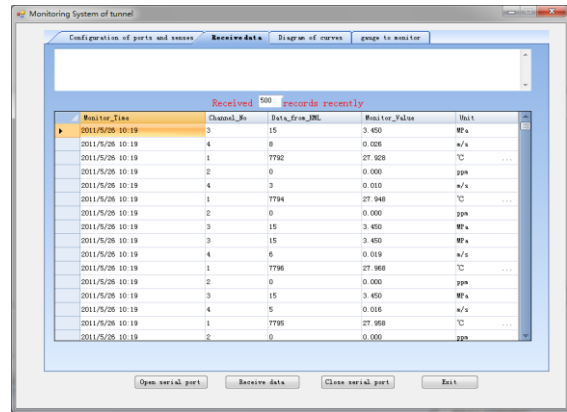 Monitoring System of tunnel
Configuration of ports and senses Receive data Diagram of curves gauge to monitor
Received 500 records recently
Monitor_Time Channel_No Data_from_EML Monitor_Value Unit
2011/5/26 10:19 3 15 3.450 MPa
2011/5/26 10:19 4 8 0.026 m/s
2011/5/26 10:19 1 7792 27.928 ℃ ...
2011/5/26 10:19 2 0 0.000 ppm
2011/5/26 10:19 4 3 0.010 m/s
2011/5/26 10:19 1 7794 27.948 ℃ ...
2011/5/26 10:19 2 0 0.000 ppm
2011/5/26 10:19 3 15 3.450 MPa
2011/5/26 10:19 3 15 3.450 MPa
2011/5/26 10:19 4 6 0.019 m/s
2011/5/26 10:19 1 7796 27.968 ℃ ...
2011/5/26 10:19 2 0 0.000 ppm
2011/5/26 10:19 3 15 3.450 MPa
2011/5/26 10:19 4 5 0.016 m/s
2011/5/26 10:19 1 7795 27.958 ℃ ...
2011/5/26 10:19 2 0 0.000 ppm
Open serial port Receive data Close serial port Exit